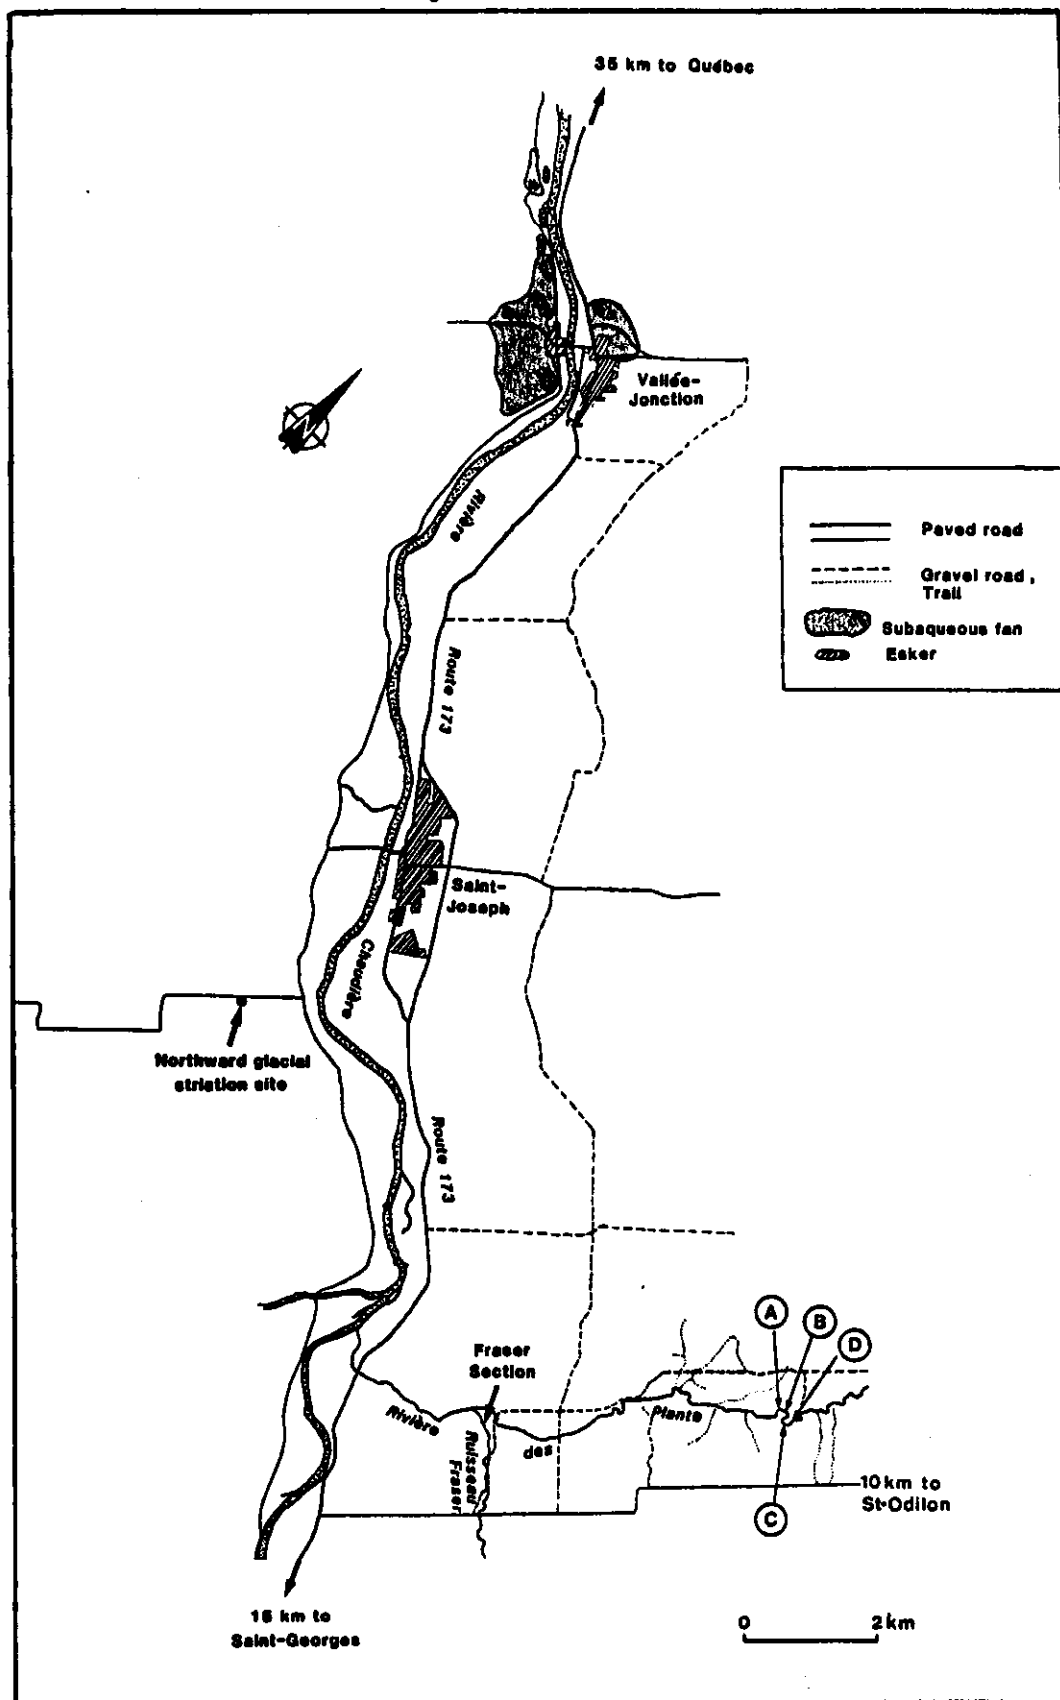 35 km to Québec
Vallée-
Jonction
Rivière
Paved road
Gravel road,
Trail
Subaqueous fan
Esker
Route 173
Saint-
Joseph
Chaudière
Northward glacial
striation site
Route 173
A
B
D
Fraser
Section
Rivière
des
Plante
Ruisseau
Fraser
10 km to
St-Odilon
C
15 km to
Saint-Georges
0 2 km